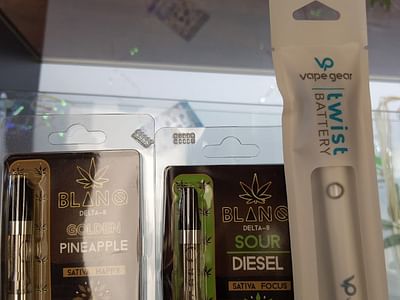 vape gear
twist
BATTERY
BLANQ
DELTA-8
GOLDEN
PINEAPPLE
SATIVA HAPPY
BLANQ
DELTA-8
SOUR
DIESEL
SATIVA FOCUS